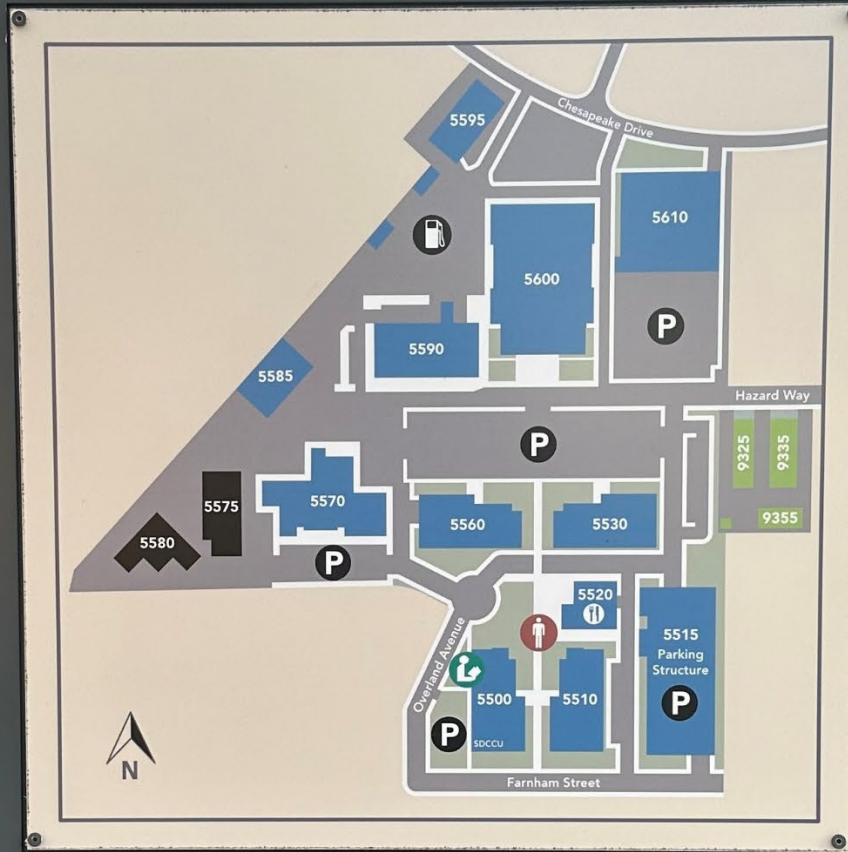 Chesapeake Drive
5595
5610
5600
P
5590
5585
Hazard Way
P
9325
9335
5575
5570
9355
5560
5530
5580
P
5520
5515
Parking
Structure
Overland Avenue
5500
5510
P
P
SDCCU
N
Farnham Street